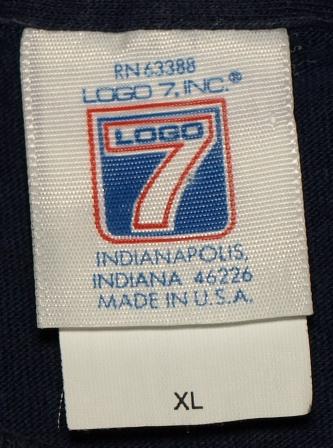 RN 63388
LOGO 7, INC.®
LOGO
7
INDIANAPOLIS,
INDIANA 46226
MADE IN U.S.A.
XL